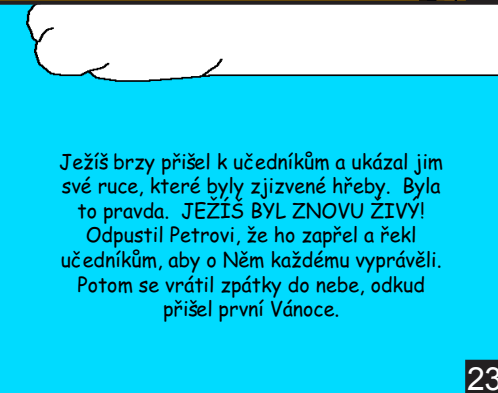 Ježíš brzy přišel k učedníkům a ukázal jim
své ruce, které byly zjizvené hřeby.  Byla
to pravda.  JEŽÍŠ BYL ZNOVU ŽIVÝ!
Odpustil Petrovi, že ho zapřel a řekl
učedníkům, aby o Něm každému vyprávěli.
Potom se vrátil zpátky do nebe, odkud
přišel první Vánoce.
23